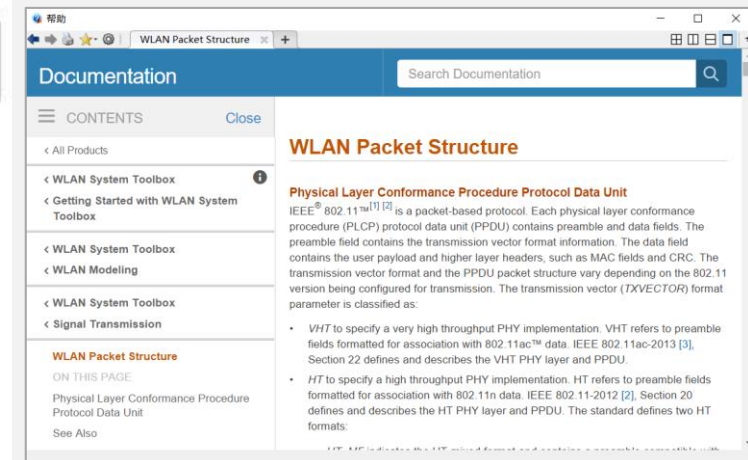 帮助
WLAN Packet Structure
Documentation
Search Documentation
CONTENTS
Close
< All Products
< WLAN System Toolbox
< Getting Started with WLAN System
Toolbox
< WLAN System Toolbox
< WLAN Modeling
< WLAN System Toolbox
< Signal Transmission
WLAN Packet Structure
ON THIS PAGE
Physical Layer Conformance Procedure
Protocol Data Unit
See Also
WLAN Packet Structure
Physical Layer Conformance Procedure Protocol Data Unit
IEEE® 802.11™[1] [2] is a packet-based protocol. Each physical layer conformance
procedure (PLCP) protocol data unit (PPDU) contains preamble and data fields. The
preamble field contains the transmission vector format information. The data field
contains the user payload and higher layer headers, such as MAC fields and CRC. The
transmission vector format and the PPDU packet structure vary depending on the 802.11
version being configured for transmission. The transmission vector (TXVECTOR) format
parameter is classified as:
• VHT to specify a very high throughput PHY implementation. VHT refers to preamble
fields formatted for association with 802.11ac™ data. IEEE 802.11ac-2013 [3],
Section 22 defines and describes the VHT PHY layer and PPDU.
• HT to specify a high throughput PHY implementation. HT refers to preamble fields
formatted for association with 802.11n data. IEEE 802.11-2012 [2], Section 20
defines and describes the HT PHY layer and PPDU. The standard defines two HT
formats: